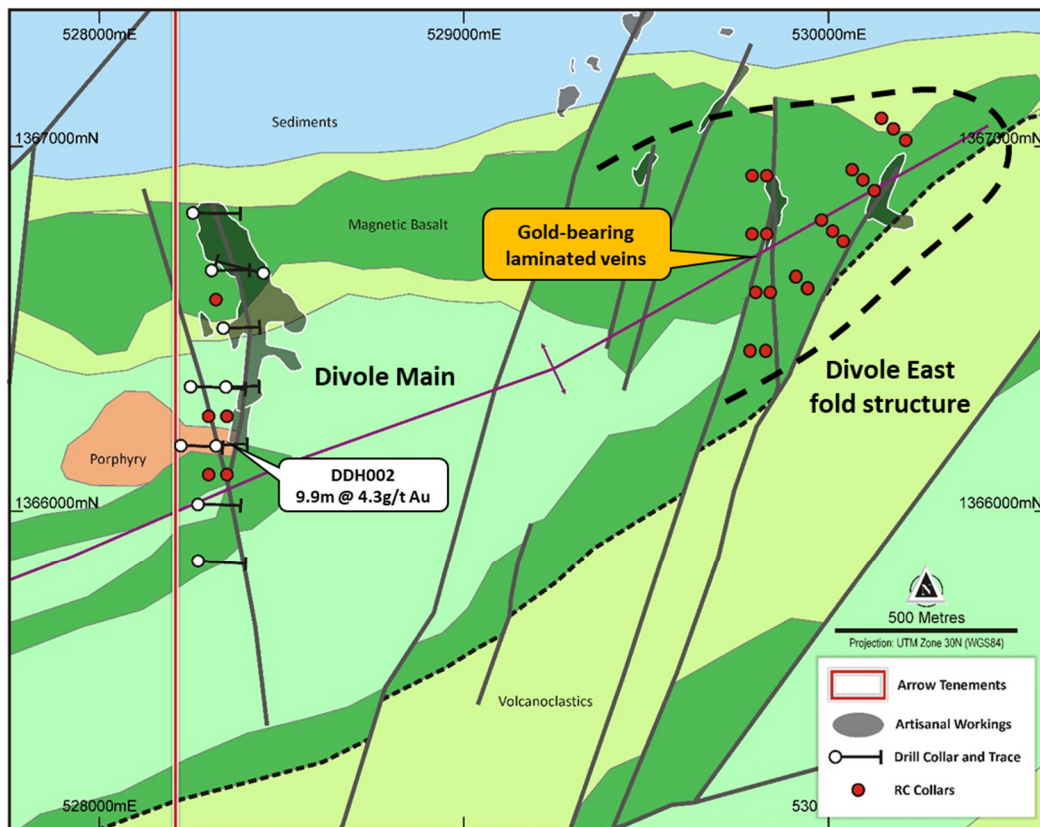 528000mE
529000mE
530000mE
1367000mN
1367000mN
Sediments
Magnetic Basalt
Gold-bearing
laminated veins
Divole Main
Divole East
fold structure
Porphyry
DDH002
9.9m @ 4.3g/t Au
1366000mN
1366000mN
N
500 Metres
Projection: UTM Zone 30N (WGS84)
Volcanoclastics
Arrow Tenements
Artisanal Workings
Drill Collar and Trace
RC Collars
528000mE